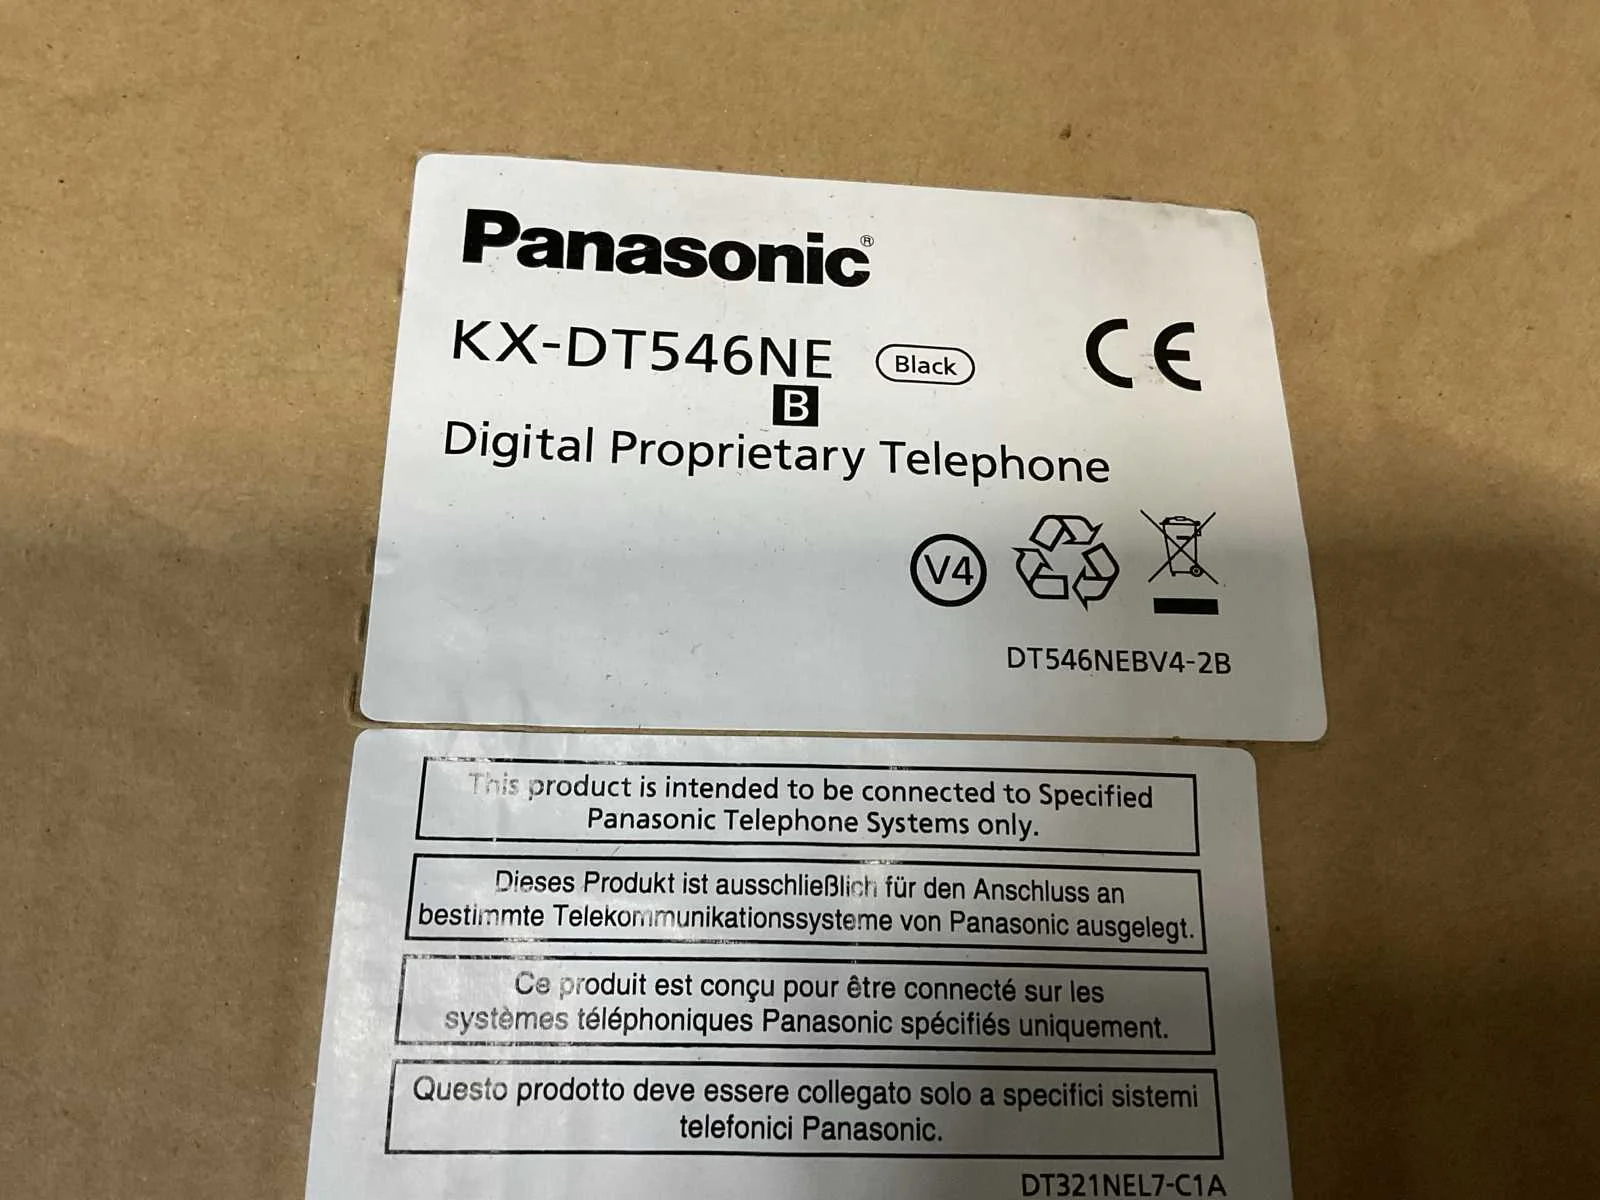 Panasonic®
KX-DT546NE Black
B
CE
Digital Proprietary Telephone
V4
DT546NEBV4-2B
This product is intended to be connected to Specified
Panasonic Telephone Systems only.
Dieses Produkt ist ausschließlich für den Anschluss an
bestimmte Telekommunikationssysteme von Panasonic ausgelegt.
Ce produit est conçu pour être connecté sur les
systèmes téléphoniques Panasonic spécifiés uniquement.
Questo prodotto deve essere collegato solo a specifici sistemi
telefonici Panasonic.
DT321NEL7-C1A